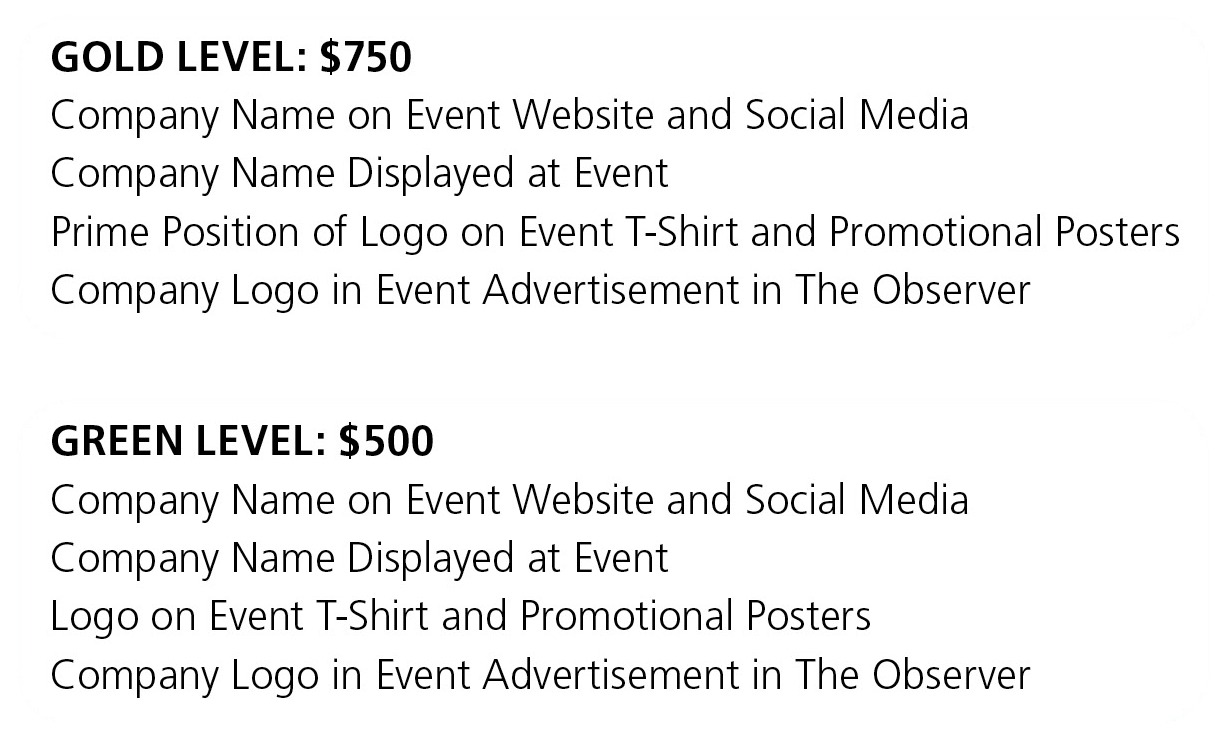 GOLD LEVEL: $750
Company Name on Event Website and Social Media
Company Name Displayed at Event
Prime Position of Logo on Event T-Shirt and Promotional Posters
Company Logo in Event Advertisement in The Observer
GREEN LEVEL: $500
Company Name on Event Website and Social Media
Company Name Displayed at Event
Logo on Event T-Shirt and Promotional Posters
Company Logo in Event Advertisement in The Observer